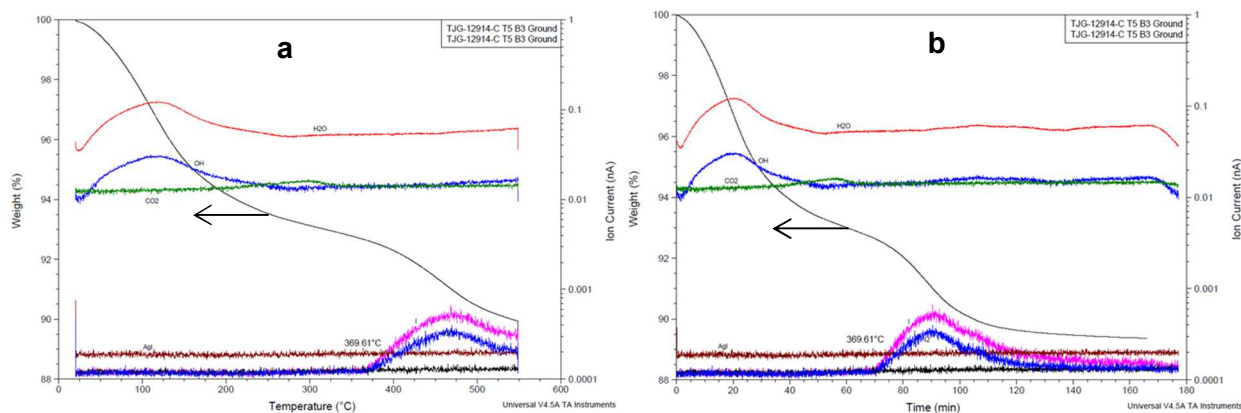 TJG-12914-C T5 B3 Ground
TJG-12914-C T5 B3 Ground
a
100
98
96
94
92
90
88
Weight (%)
1
0.1
0.01
0.001
0.0001
Ion Current (nA)
H2O
OH
CO2
AgI
369.61°C
I
0
100
200
300
400
500
600
Temperature (°C)
Universal V4.5A TA Instruments
TJG-12914-C T5 B3 Ground
TJG-12914-C T5 B3 Ground
b
100
98
96
94
92
90
88
Weight (%)
1
0.1
0.01
0.001
0.0001
Ion Current (nA)
H2O
OH
CO2
AgI
369.61°C
I
I2
0
20
40
60
80
100
120
140
160
180
Time (min)
Universal V4.5A TA Instruments